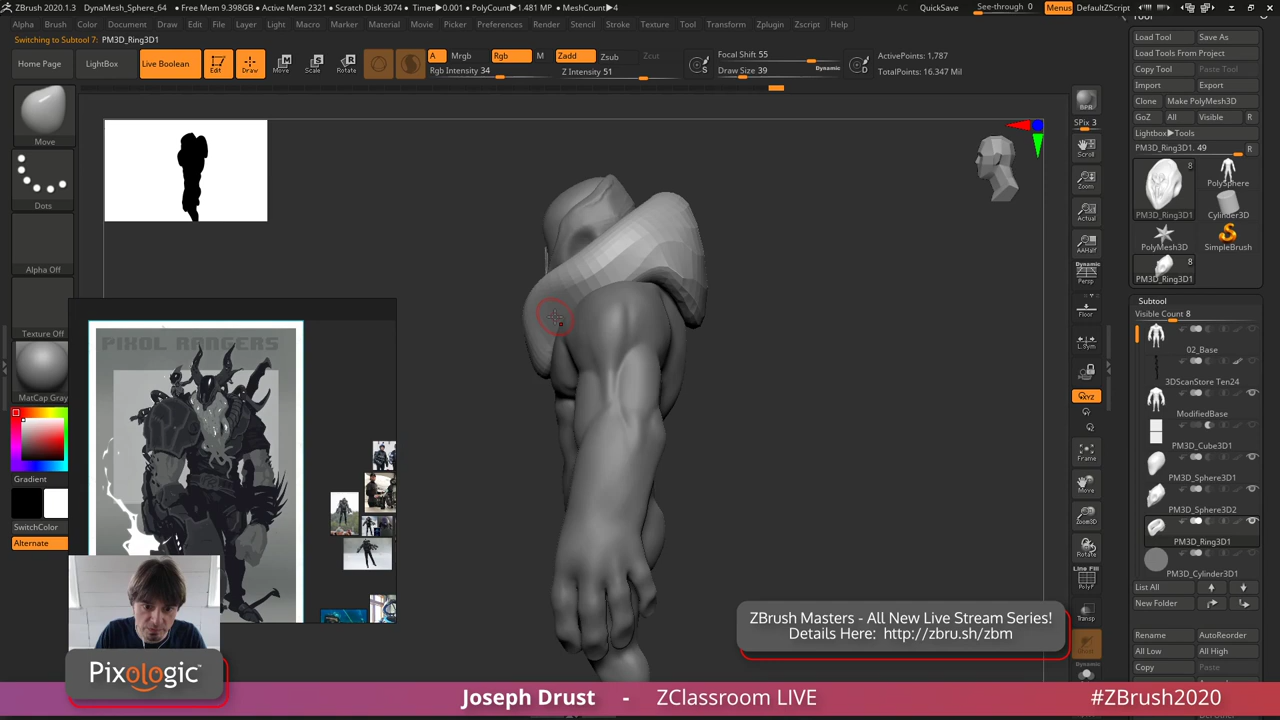 ZBrush 2020.1.3 DynaMesh_Sphere_64 • Free Mem 9.398GB • Active Mem 2321 • Scratch Disk 3074 • Timer▶0.001 • PolyCount▶1.481 MP • MeshCount▶4 AC QuickSave See-through 0 Menus DefaultZScript
Alpha Brush Color Document Draw Edit File Layer Light Macro Marker Material Movie Picker Preferences Render Stencil Stroke Texture Tool Transform Zplugin Zscript Help
Switching to Subtool 7: PM3D_Ring3D1
Home Page LightBox Live Boolean Edit Draw Move Scale Rotate
A Mrgb Rgb M Zadd Zsub Zcut
Rgb Intensity 34 Z Intensity 51
Focal Shift 55
Draw Size 39 Dynamic
S
D
ActivePoints: 1,787
TotalPoints: 16.347 Mil
Move
Dots
Alpha Off
Texture Off
MatCap Gray
Gradient
SwitchColor
Alternate
PIXOL RANGERS
BPR
SPix 3
Scroll
Zoom
Actual
AAHalf
Dynamic
Persp
Floor
L.Sym
XYZ
Frame
Move
Zoom3D
Rotate
Line Fill
PolyF
Transp
Dynamic
Tool
Load Tool Save As
Load Tools From Project
Copy Tool Paste Tool
Import Export
Clone Make PolyMesh3D
GoZ All Visible R
Lightbox▶Tools
PM3D_Ring3D1. 49 R
8
PolySphere
PM3D_Ring3D1 Cylinder3D
PolyMesh3D SimpleBrush
8
PM3D_Ring3D1
Subtool
Visible Count 8
02_Base
3DScanStore Ten24
ModifiedBase
PM3D_Cube3D1
PM3D_Sphere3D1
PM3D_Sphere3D2
PM3D_Ring3D1
PM3D_Cylinder3D1
List All
New Folder
Rename AutoReorder
All Low All High
Copy Paste
ZBrush Masters - All New Live Stream Series!
Details Here: http://zbru.sh/zbm
Pixologic™
Joseph Drust - ZClassroom LIVE #ZBrush2020